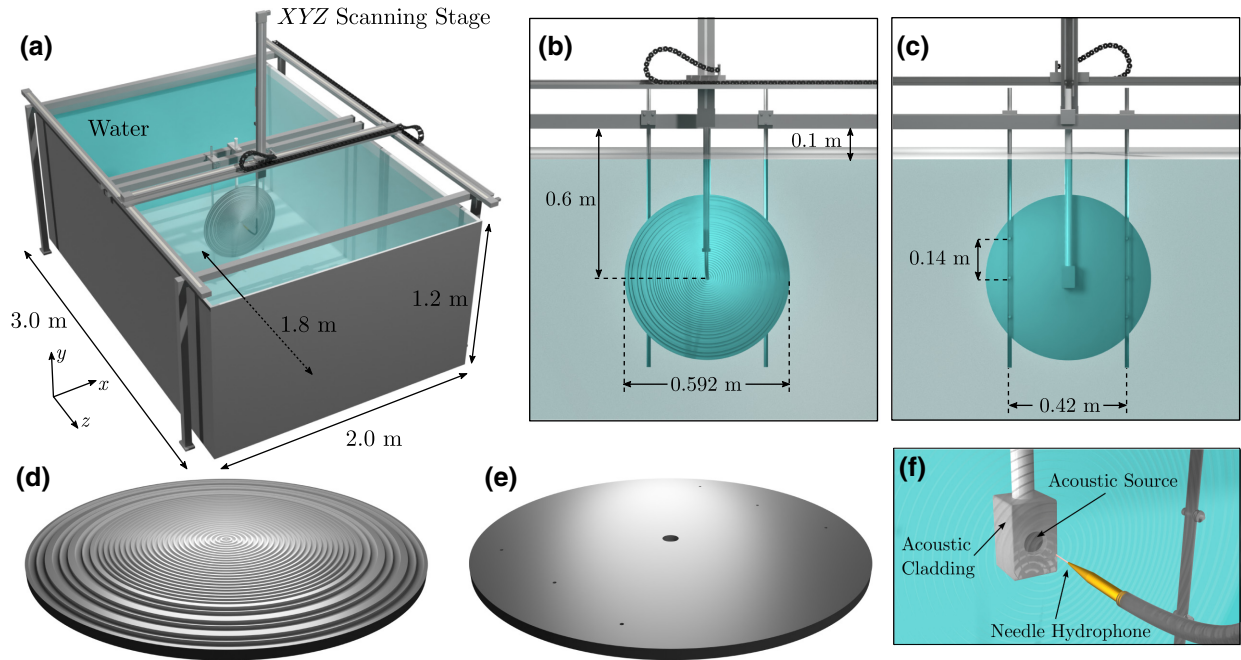 (a)
XYZ Scanning Stage
Water
3.0 m
1.8 m
1.2 m
2.0 m
y
x
z
(b)
0.1 m
0.6 m
0.592 m
(c)
0.14 m
0.42 m
(d)
(e)
(f)
Acoustic Source
Acoustic
Cladding
Needle Hydrophone